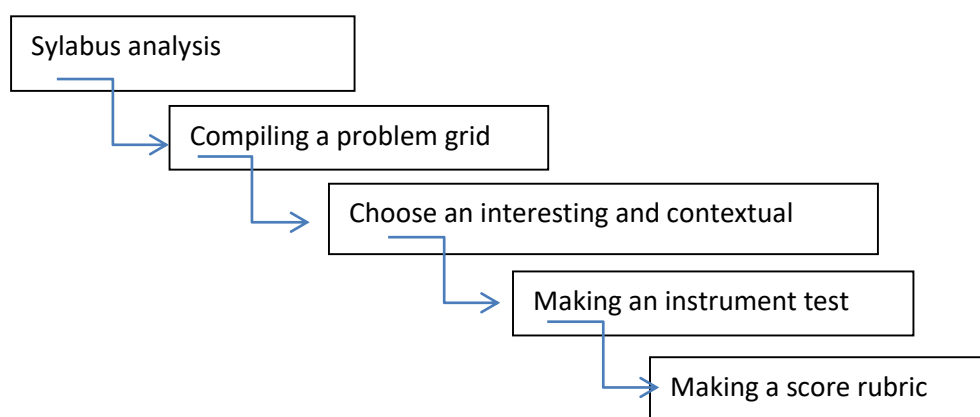 Sylabus analysis
Compiling a problem grid
Choose an interesting and contextual
Making an instrument test
Making a score rubric